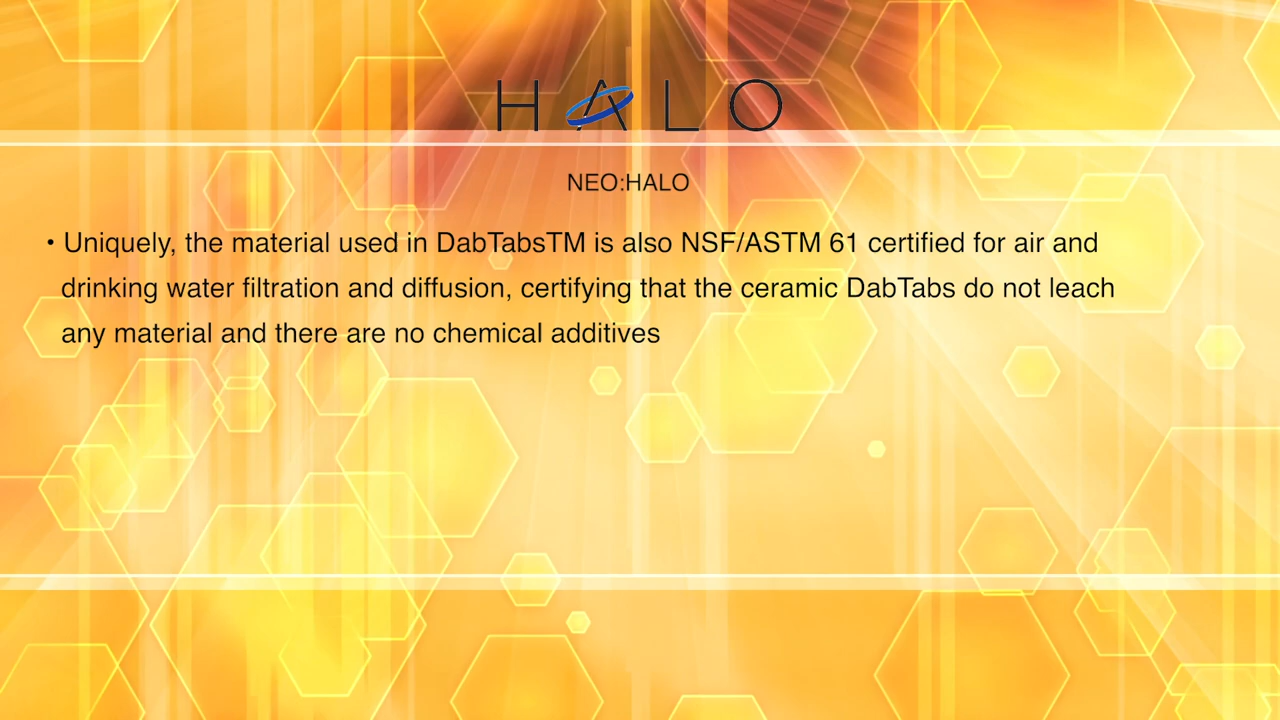 HALO
NEO:HALO
• Uniquely, the material used in DabTabsTM is also NSF/ASTM 61 certified for air and
drinking water filtration and diffusion, certifying that the ceramic DabTabs do not leach
any material and there are no chemical additives